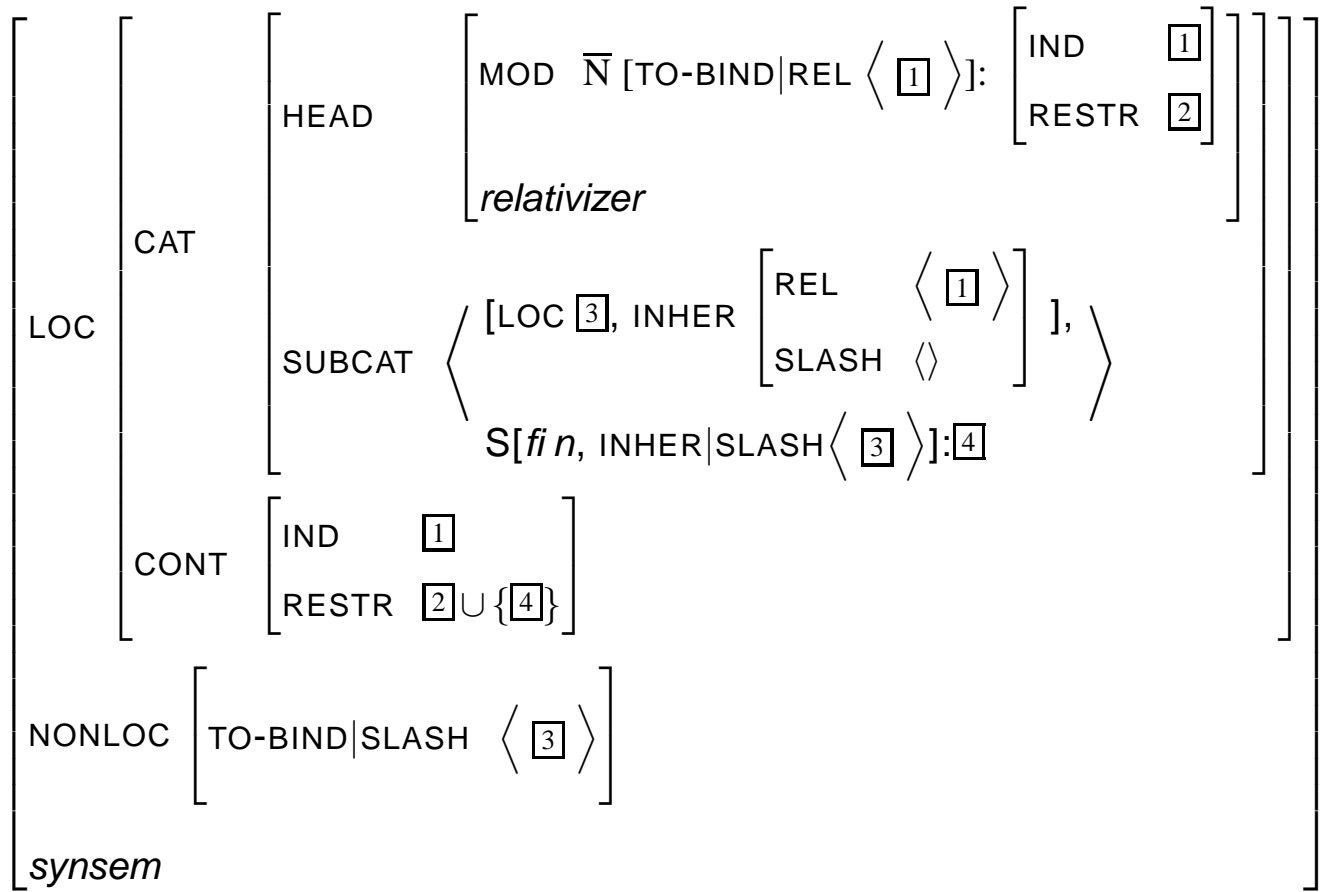 MOD N̅ [TO-BIND|REL ⟨ 1 ⟩]: IND 1
RESTR 2
HEAD
relativizer
CAT
[LOC 3, INHER REL ⟨ 1 ⟩ ],
SLASH ⟨⟩
LOC
SUBCAT
S[fin, INHER|SLASH⟨ 3 ⟩]:4
IND 1
CONT
RESTR 2 ∪ {4}
NONLOC TO-BIND|SLASH ⟨ 3 ⟩
synsem